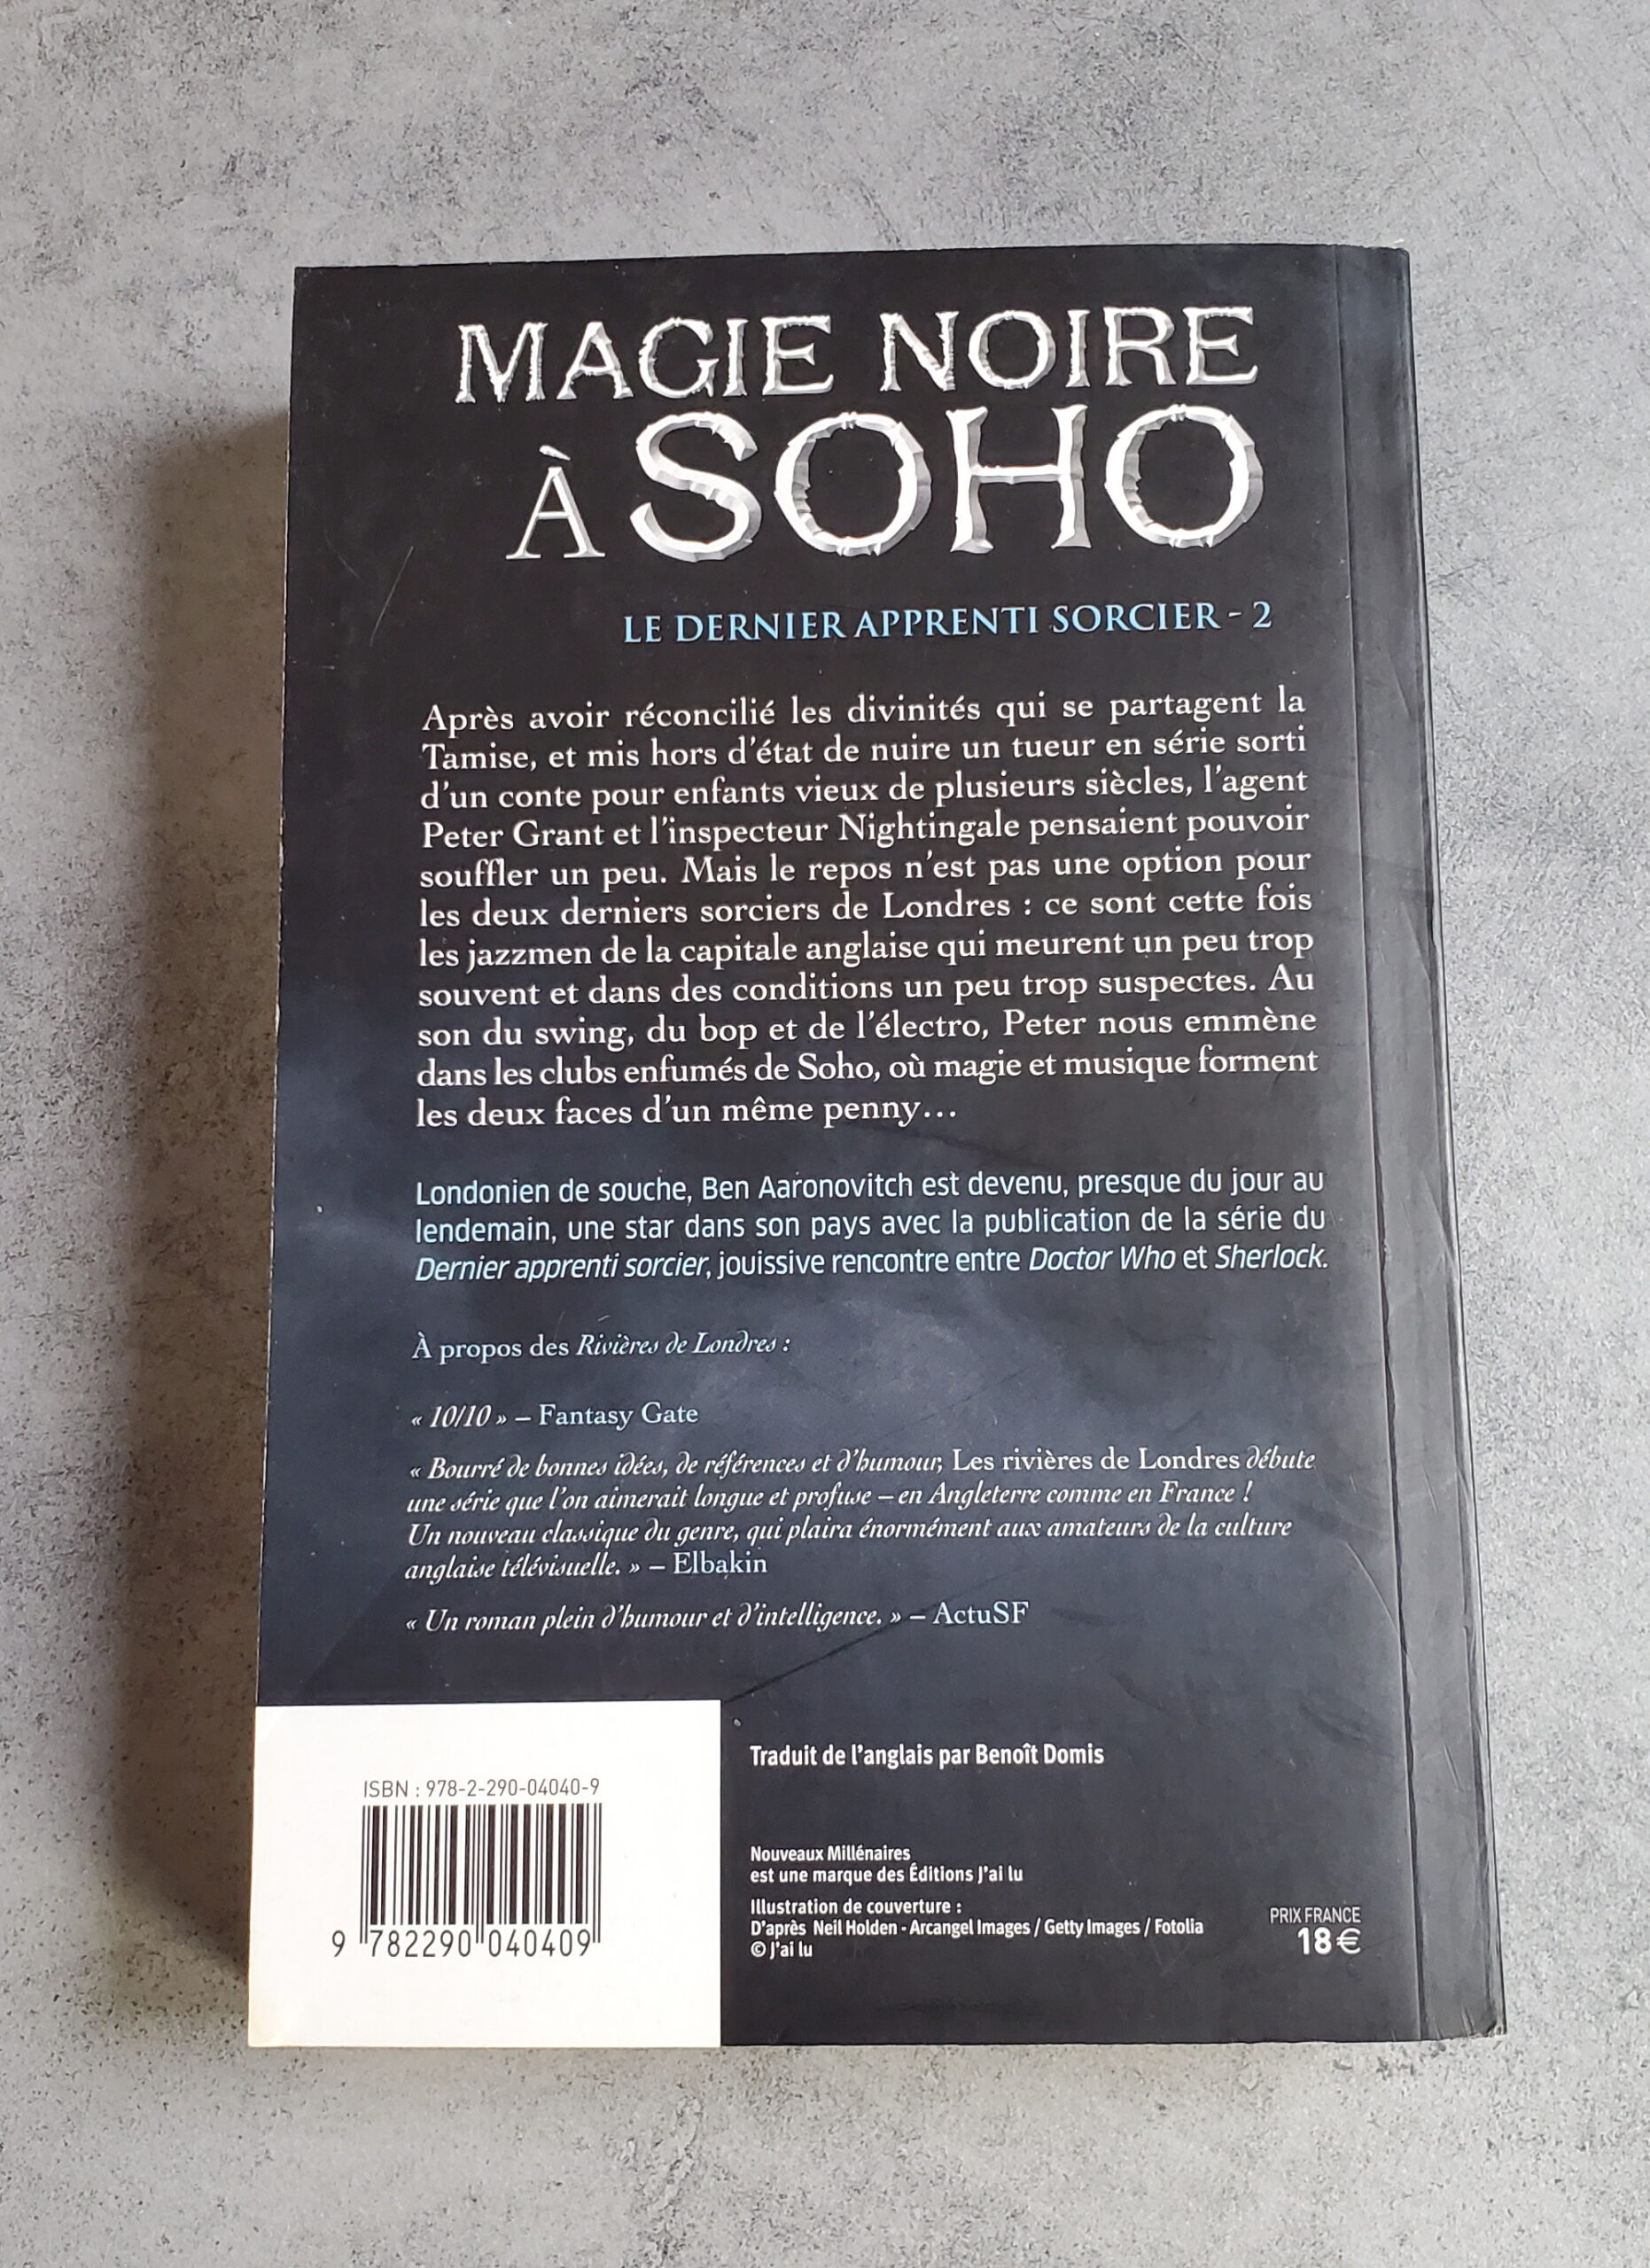 MAGIE NOIRE
À SOHO
LE DERNIER APPRENTI SORCIER - 2
Après avoir réconcilié les divinités qui se partagent la
Tamise, et mis hors d'état de nuire un tueur en série sorti
d'un conte pour enfants vieux de plusieurs siècles, l'agent
Peter Grant et l'inspecteur Nightingale pensaient pouvoir
souffler un peu. Mais le repos n'est pas une option pour
les deux derniers sorciers de Londres : ce sont cette fois
les jazzmen de la capitale anglaise qui meurent un peu trop
souvent et dans des conditions un peu trop suspectes. Au
son du swing, du bop et de l'électro, Peter nous emmène
dans les clubs enfumés de Soho, où magie et musique forment
les deux faces d'un même penny...
Londonien de souche, Ben Aaronovitch est devenu, presque du jour au
lendemain, une star dans son pays avec la publication de la série du
Dernier apprenti sorcier, jouissive rencontre entre Doctor Who et Sherlock.
À propos des Rivières de Londres :
« 10/10 » – Fantasy Gate
« Bourré de bonnes idées, de références et d'humour, Les rivières de Londres débute
une série que l'on aimerait longue et profuse – en Angleterre comme en France !
Un nouveau classique du genre, qui plaira énormément aux amateurs de la culture
anglaise télévisuelle. » – Elbakin
« Un roman plein d'humour et d'intelligence. » – ActuSF
ISBN : 978-2-290-04040-9
9 782290 040409
Traduit de l'anglais par Benoît Domis
Nouveaux Millénaires
est une marque des Éditions J'ai lu
Illustration de couverture :
D'après Neil Holden - Arcangel Images / Getty Images / Fotolia
© J'ai lu
PRIX FRANCE
18 €